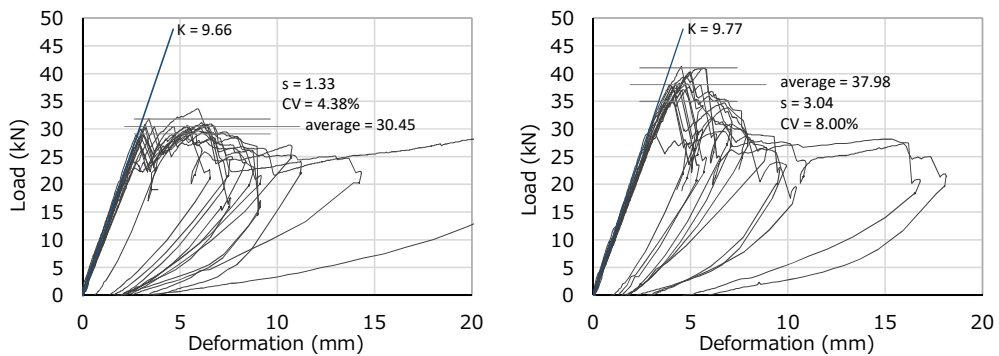 50
45
40
35
30
25
20
15
10
5
0
Load (kN)
K = 9.66
s = 1.33
CV = 4.38%
average = 30.45
0 5 10 15 20
Deformation (mm)
50
45
40
35
30
25
20
15
10
5
0
Load (kN)
K = 9.77
average = 37.98
s = 3.04
CV = 8.00%
0 5 10 15 20
Deformation (mm)